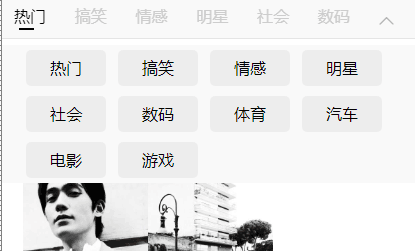 热门 搞笑 情感 明星 社会 数码
热门 搞笑 情感 明星
社会 数码 体育 汽车
电影 游戏